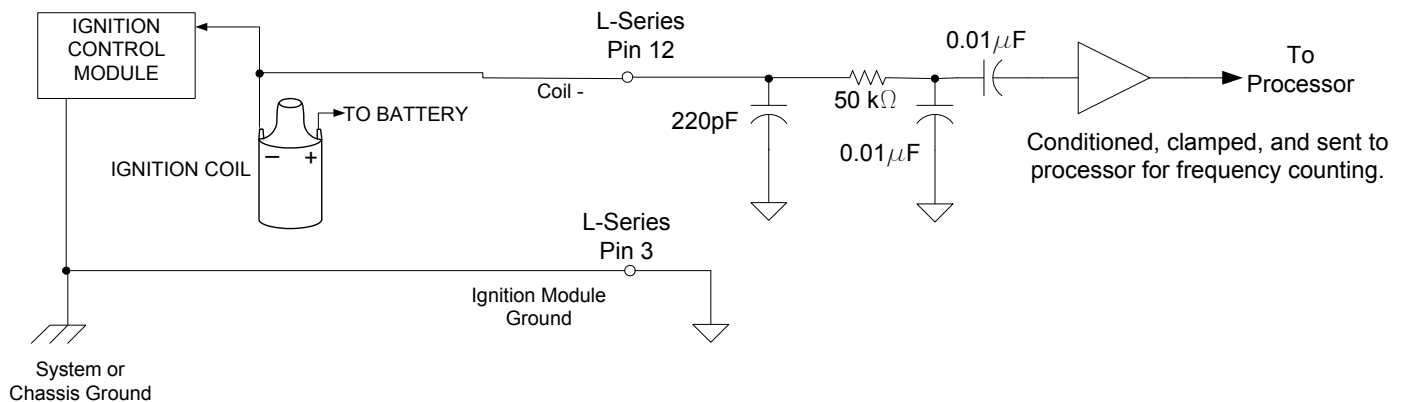 IGNITION
CONTROL
MODULE
L-Series
Pin 12
Coil -
TO BATTERY
− +
IGNITION COIL
220pF
50 kΩ
0.01μF
0.01μF
To
Processor
Conditioned, clamped, and sent to
processor for frequency counting.
L-Series
Pin 3
Ignition Module
Ground
System or
Chassis Ground